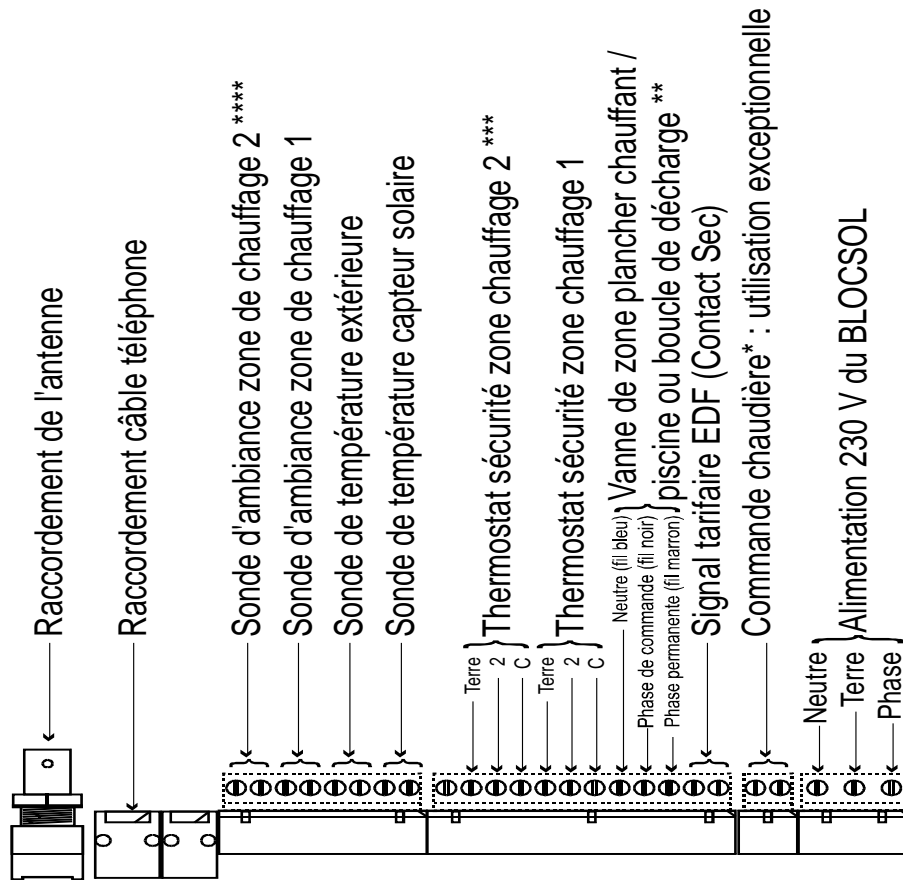 Raccordement de l'antenne
Raccordement câble téléphone
Sonde d'ambiance zone de chauffage 2 ****
Sonde d'ambiance zone de chauffage 1
Sonde de température extérieure
Sonde de température capteur solaire
Terre
2
C
Thermostat sécurité zone chauffage 2 ***
Terre
2
C
Thermostat sécurité zone chauffage 1
Neutre (fil bleu)
Phase de commande (fil noir)
Phase permanente (fil marron)
Vanne de zone plancher chauffant /
piscine ou boucle de décharge **
Signal tarifaire EDF (Contact Sec)
Commande chaudière* : utilisation exceptionnelle
Neutre
Terre
Phase
Alimentation 230 V du BLOCSOL